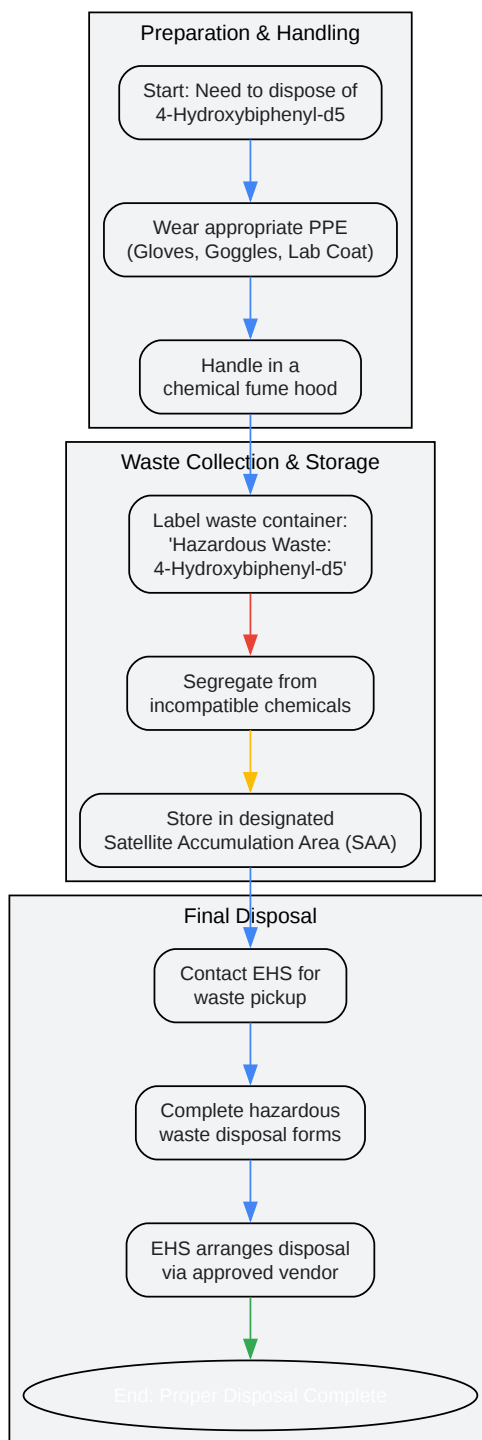 Preparation & Handling
Start: Need to dispose of
4-Hydroxybiphenyl-d5
Wear appropriate PPE
(Gloves, Goggles, Lab Coat)
Handle in a
chemical fume hood
Waste Collection & Storage
Label waste container:
'Hazardous Waste:
4-Hydroxybiphenyl-d5'
Segregate from
incompatible chemicals
Store in designated
Satellite Accumulation Area (SAA)
Final Disposal
Contact EHS for
waste pickup
Complete hazardous
waste disposal forms
EHS arranges disposal
via approved vendor
End: Proper Disposal Complete